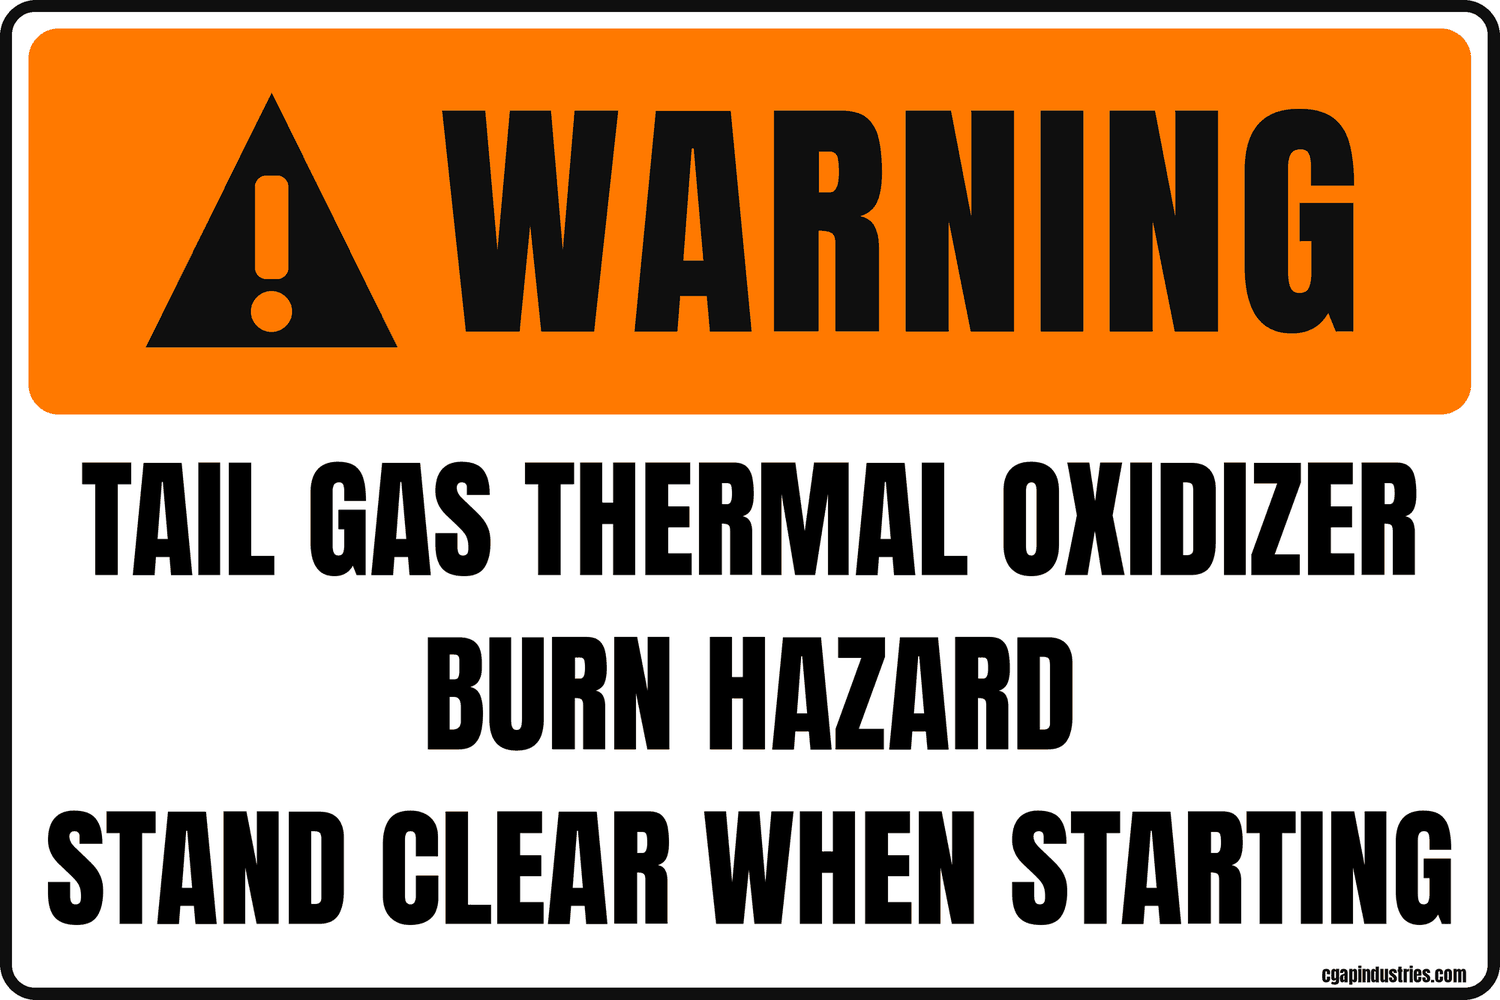 WARNING
TAIL GAS THERMAL OXIDIZER
BURN HAZARD
STAND CLEAR WHEN STARTING
cgapindustries.com